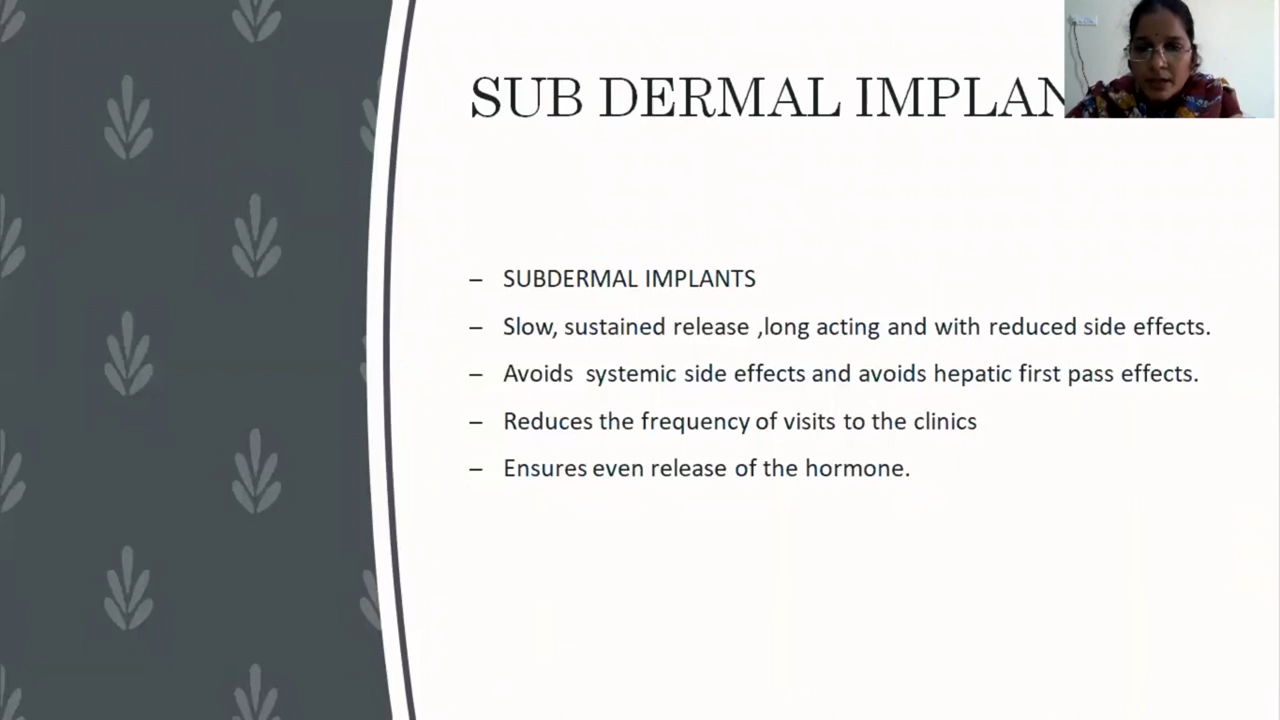 SUB DERMAL
– SUBDERMAL IMPLANTS
– Slow, sustained release ,long acting and with reduced side effects.
– Avoids systemic side effects and avoids hepatic first pass effects.
– Reduces the frequency of visits to the clinics
– Ensures even release of the hormone.